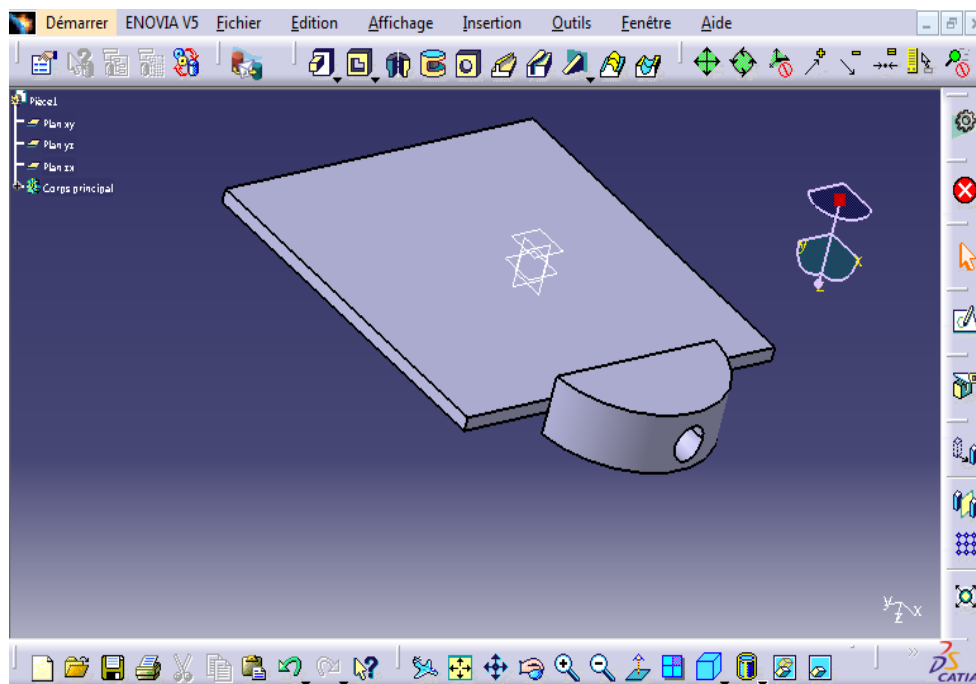 Démarrer ENOVIA V5 Fichier Edition Affichage Insertion Outils Fenêtre Aide
Pièce1
Plan xy
Plan yz
Plan zx
Corps principal
y x
z
y x
z
CATIA